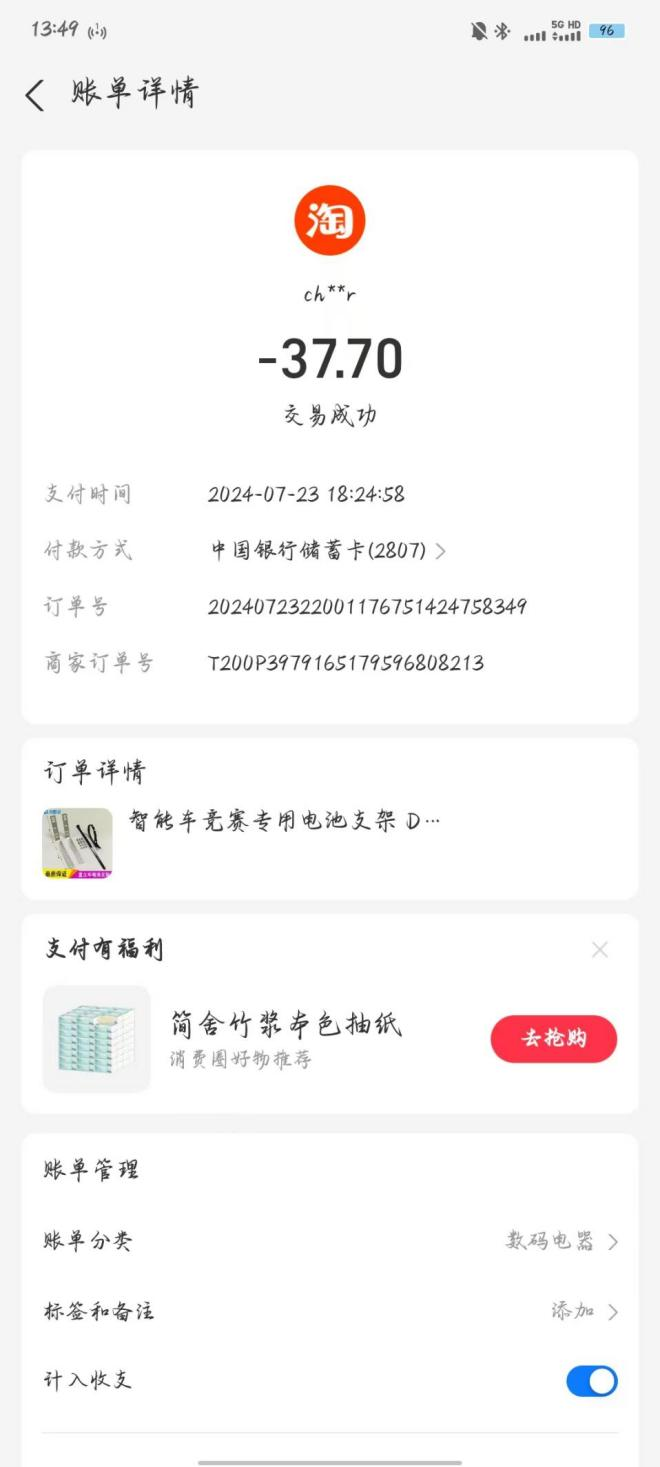 13:49
5G HD
96
账单详情
淘
ch**r
-37.70
交易成功
支付时间 2024-07-23 18:24:58
付款方式 中国银行储蓄卡(2807)
订单号 2024072322001176751424758349
商家订单号 T200P3979165179596808213
订单详情
智能车竞赛专用电池支架 D…
支付有福利
简舍竹浆本色抽纸
消费圈好物推荐
去抢购
账单管理
账单分类 数码电器
标签和备注 添加
计入收支